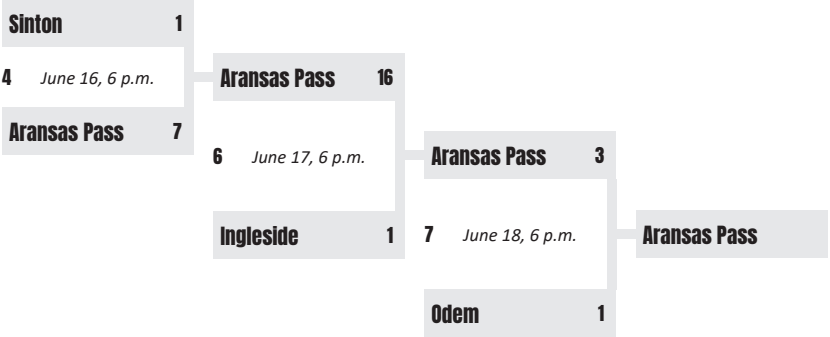 Sinton 1
4 June 16, 6 p.m.
Aransas Pass 7
Aransas Pass 16
6 June 17, 6 p.m.
Ingleside 1
Aransas Pass 3
7 June 18, 6 p.m.
Odem 1
Aransas Pass